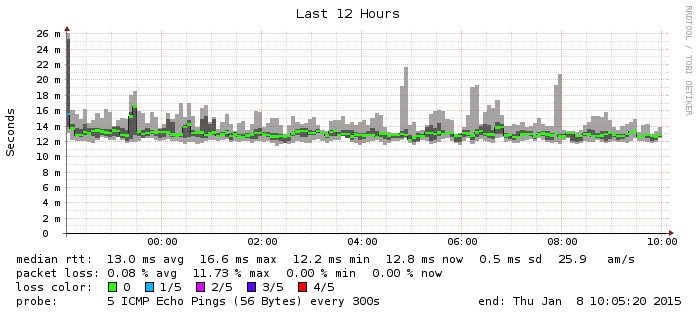 Last 12 Hours
RRDTOOL / TOBI OETIKER
Seconds
26 m
24 m
22 m
20 m
18 m
16 m
14 m
12 m
10 m
8 m
6 m
4 m
2 m
0
00:00 02:00 04:00 06:00 08:00 10:00
median rtt: 13.0 ms avg 16.6 ms max 12.2 ms min 12.8 ms now 0.5 ms sd 25.9 am/s
packet loss: 0.08 % avg 11.73 % max 0.00 % min 0.00 % now
loss color: 0 1/5 2/5 3/5 4/5
probe: 5 ICMP Echo Pings (56 Bytes) every 300s end: Thu Jan 8 10:05:20 2015